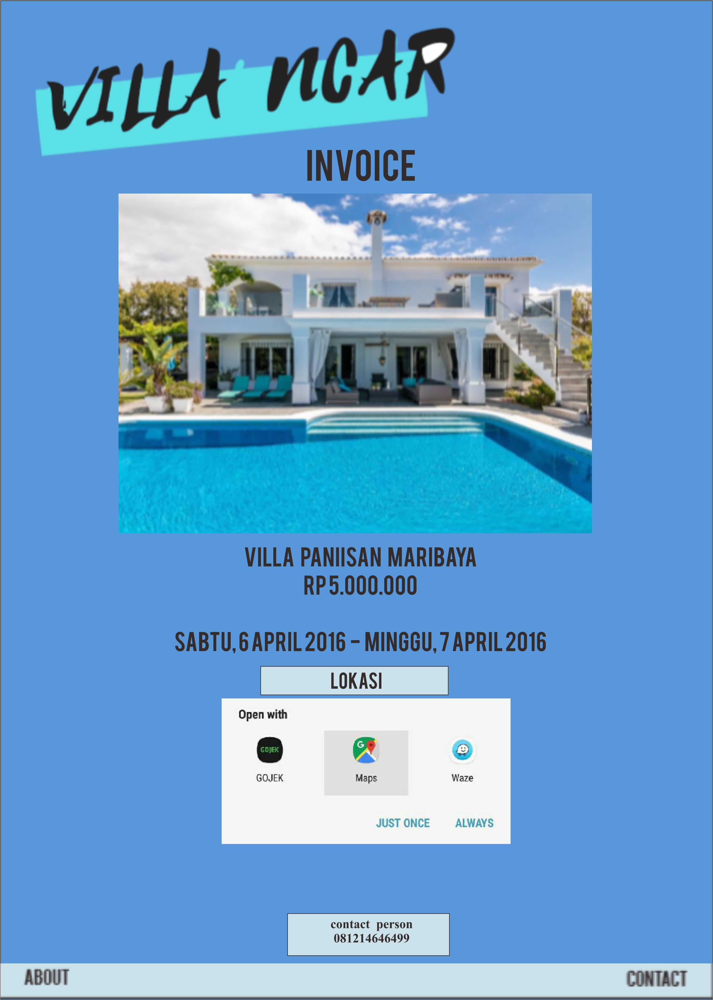 VILLA NCAR
INVOICE
VILLA PANIISAN MARIBAYA
RP 5.000.000
SABTU, 6 APRIL 2016 – MINGGU, 7 APRIL 2016
LOKASI
Open with
GOJEK
GOJEK Maps Waze
JUST ONCE ALWAYS
contact person
081214646499
ABOUT CONTACT